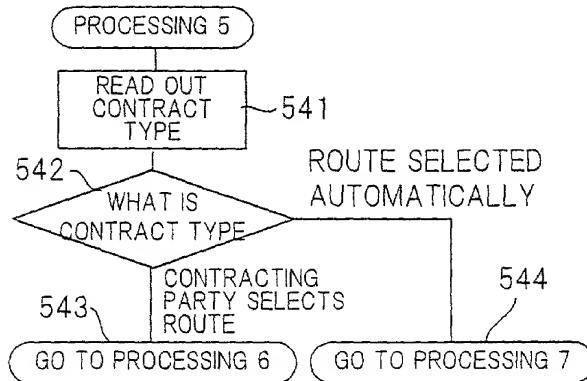 PROCESSING 5
READ OUT
CONTRACT
TYPE
541
542
WHAT IS
CONTRACT TYPE
ROUTE SELECTED
AUTOMATICALLY
CONTRACTING
PARTY SELECTS
ROUTE
543
544
GO TO PROCESSING 6
GO TO PROCESSING 7